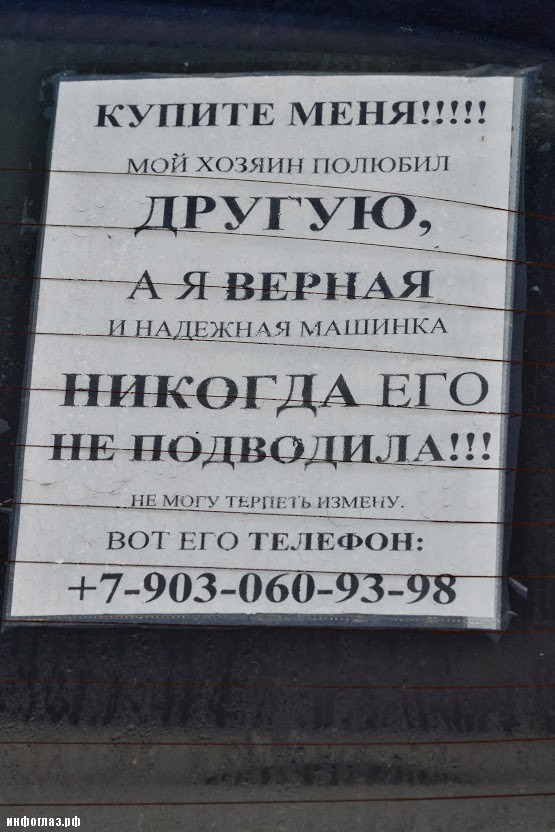 КУПИТЕ МЕНЯ!!!!!
МОЙ ХОЗЯИН ПОЛЮБИЛ
ДРУГУЮ,
А Я ВЕРНАЯ
И НАДЕЖНАЯ МАШИНКА
НИКОГДА ЕГО
НЕ ПОДВОДИЛА!!!
НЕ МОГУ ТЕРПЕТЬ ИЗМЕНУ.
ВОТ ЕГО ТЕЛЕФОН:
+7-903-060-93-98
инфоглаз.рф